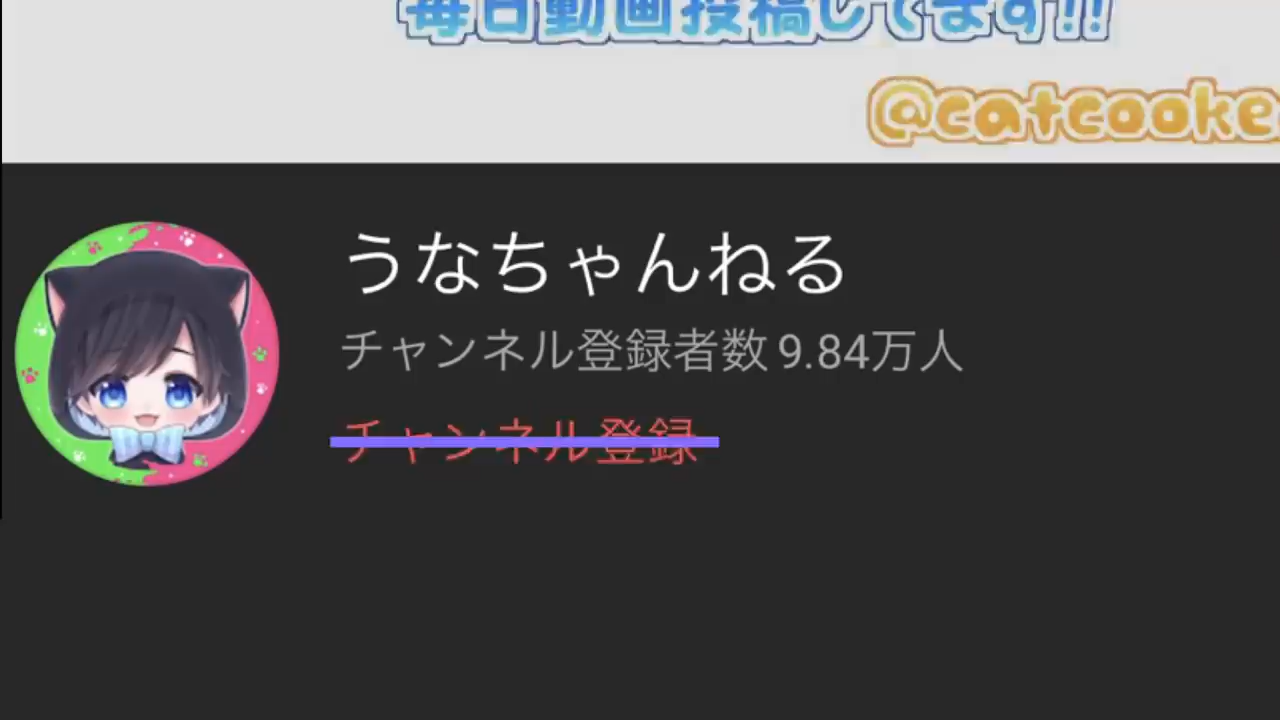 毎日動画投稿してます!!
@catcooke
うなちゃんねる
チャンネル登録者数 9.84万人
チャンネル登録